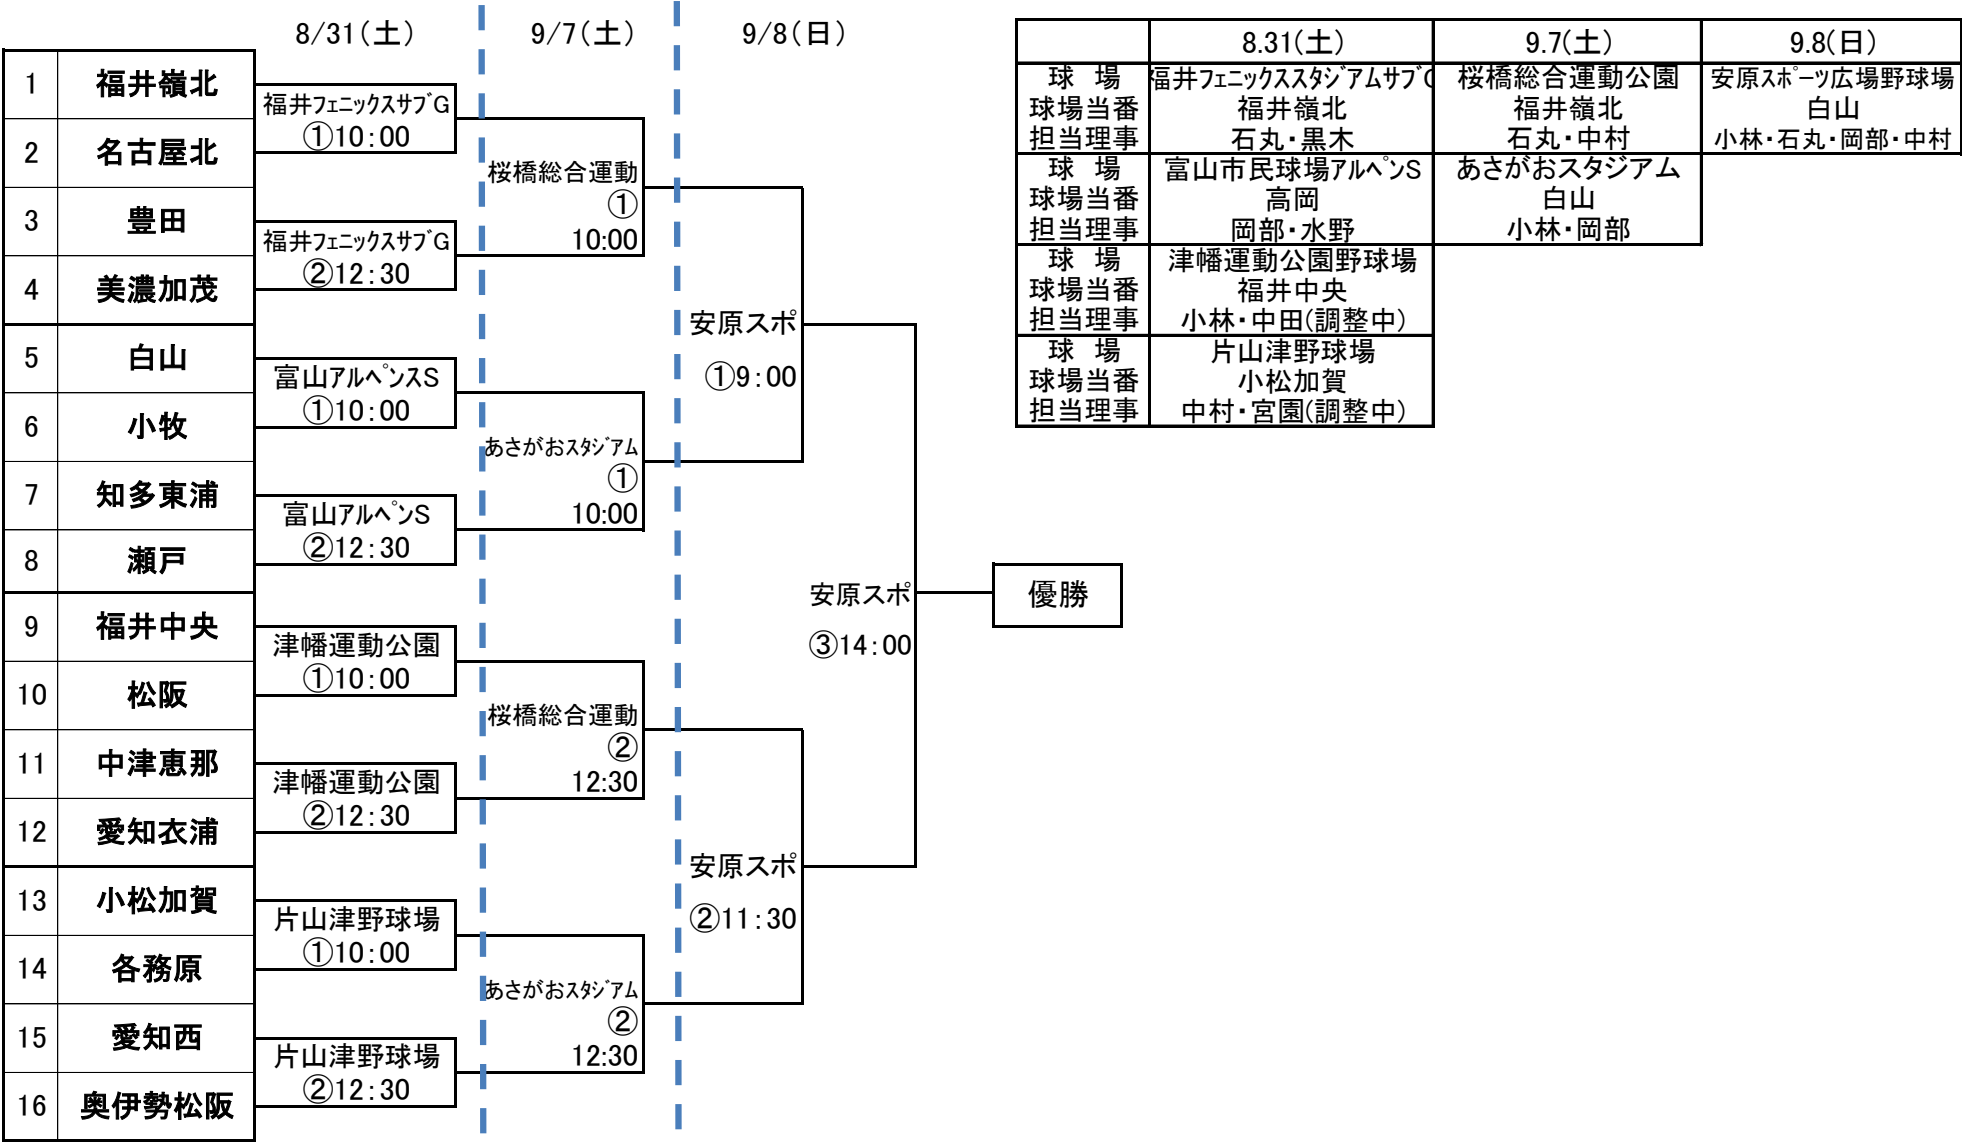 8/31(土) 9/7(土) 9/8(日)
1 福井嶺北
2 名古屋北
3 豊田
4 美濃加茂
5 白山
6 小牧
7 知多東浦
8 瀬戸
9 福井中央
10 松阪
11 中津恵那
12 愛知衣浦
13 小松加賀
14 各務原
15 愛知西
16 奥伊勢松阪
福井フェニックスサブG
①10:00
福井フェニックスサブG
②12:30
富山アルペンスS
①10:00
富山アルペンS
②12:30
津幡運動公園
①10:00
津幡運動公園
②12:30
片山津野球場
①10:00
片山津野球場
②12:30
桜橋総合運動
①
10:00
あさがおスタジアム
①
10:00
桜橋総合運動
②
12:30
あさがおスタジアム
②
12:30
安原スポ
①9:00
安原スポ
②11:30
安原スポ
③14:00
優勝
8.31(土) 9.7(土) 9.8(日)
球 場 福井フェニックススタジアムサブG 桜橋総合運動公園 安原スポーツ広場野球場
球場当番 福井嶺北 福井嶺北 白山
担当理事 石丸・黒木 石丸・中村 小林・石丸・岡部・中村
球 場 富山市民球場アルペンS あさがおスタジアム
球場当番 高岡 白山
担当理事 岡部・水野 小林・岡部
球 場 津幡運動公園野球場
球場当番 福井中央
担当理事 小林・中田(調整中)
球 場 片山津野球場
球場当番 小松加賀
担当理事 中村・宮園(調整中)